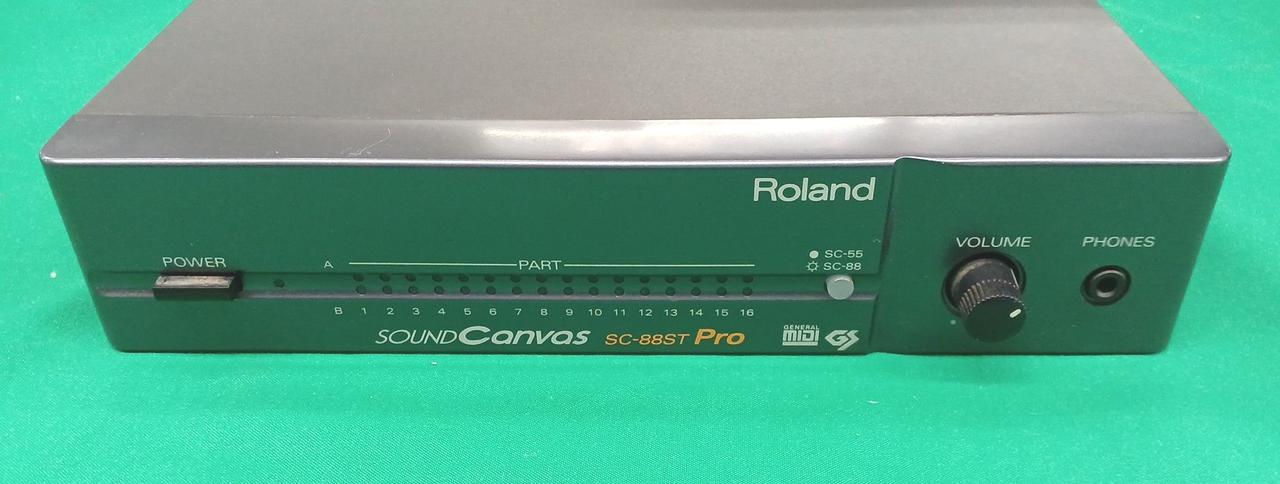 Roland
VOLUME
PHONES
SC-55
SC-88
POWER
A
PART
B 1 2 3 4 5 6 7 8 9 10 11 12 13 14 15 16
SOUND Canvas SC-88ST Pro
GENERAL
MIDI
GS